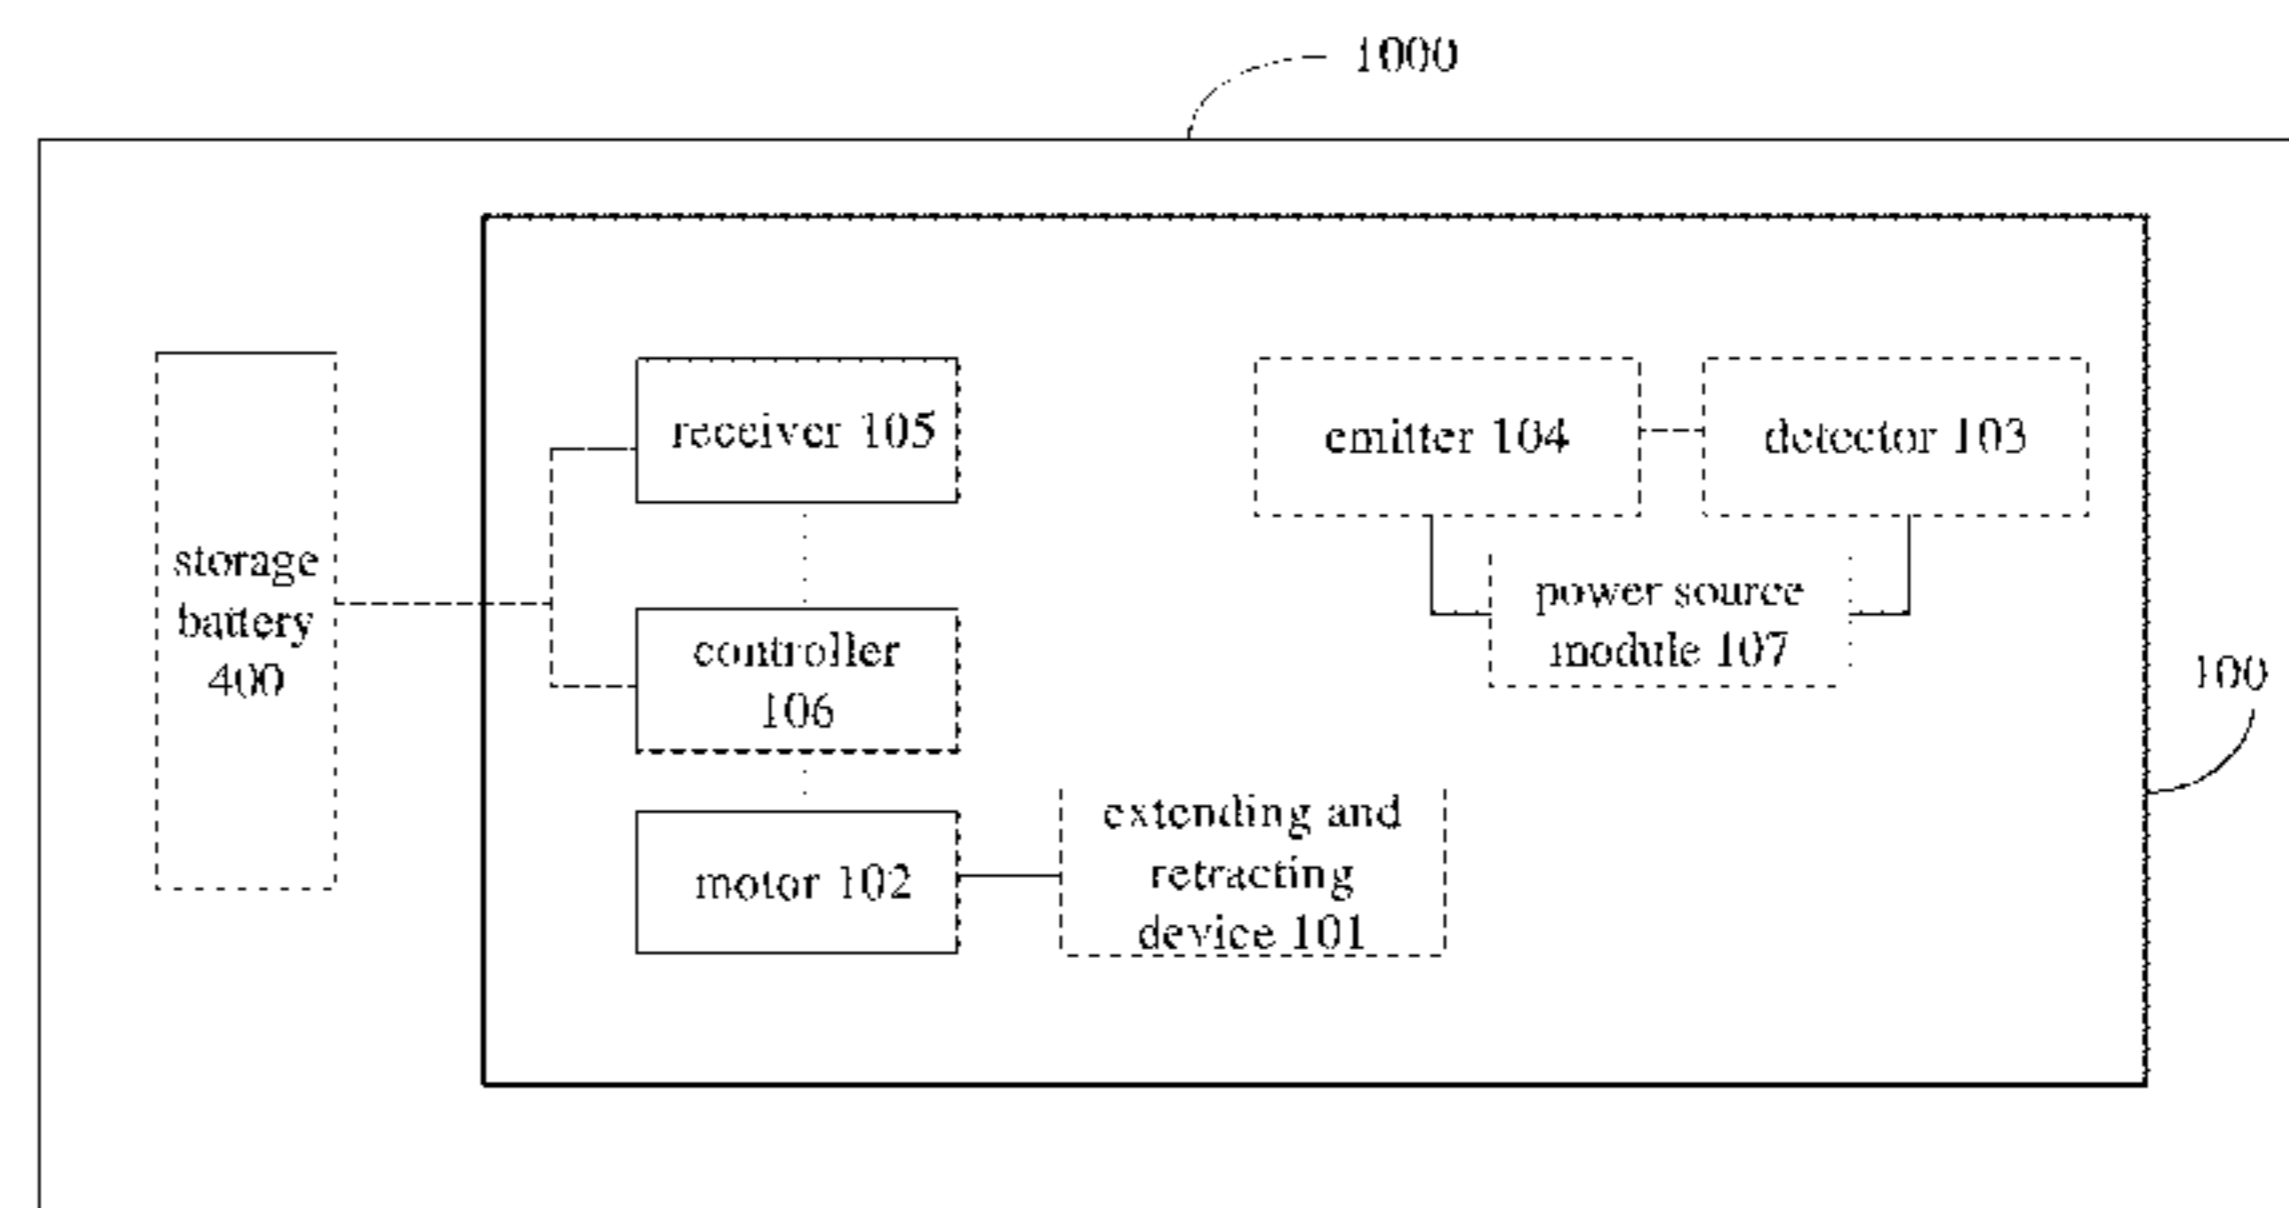 1000
receiver 105
emitter 104
detector 103
storage
battery
400
controller
106
power source
module 107
100
motor 102
extending and
retracting
device 101